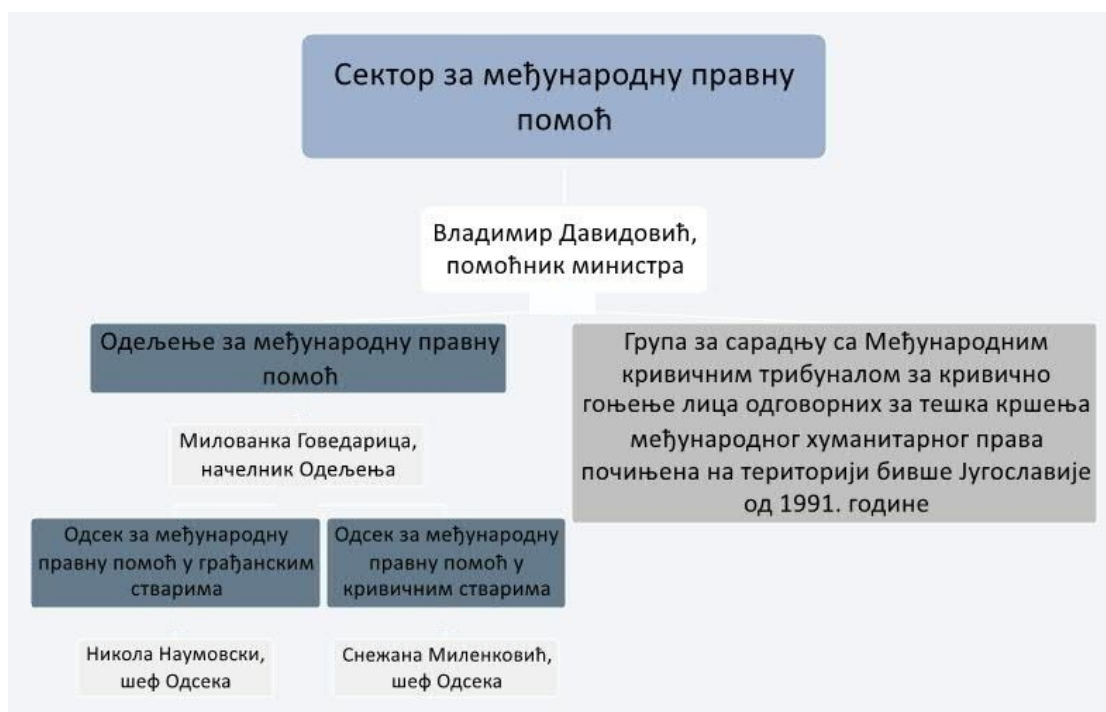 Сектор за међународну правну
помоћ
Владимир Давидовић,
помоћник министра
Одељење за међународну правну
помоћ
Милованка Говедарица,
начелник Одељења
Одсек за међународну
правну помоћ у грађанским
стварима
Никола Наумовски,
шеф Одсека
Одсек за међународну
правну помоћ у
кривичним стварима
Снежана Миленковић,
шеф Одсека
Група за сарадњу са Међународним
кривичним трибуналом за кривично
гоњење лица одговорних за тешка кршења
међународног хуманитарног права
почињена на територији бивше Југославије
од 1991. године